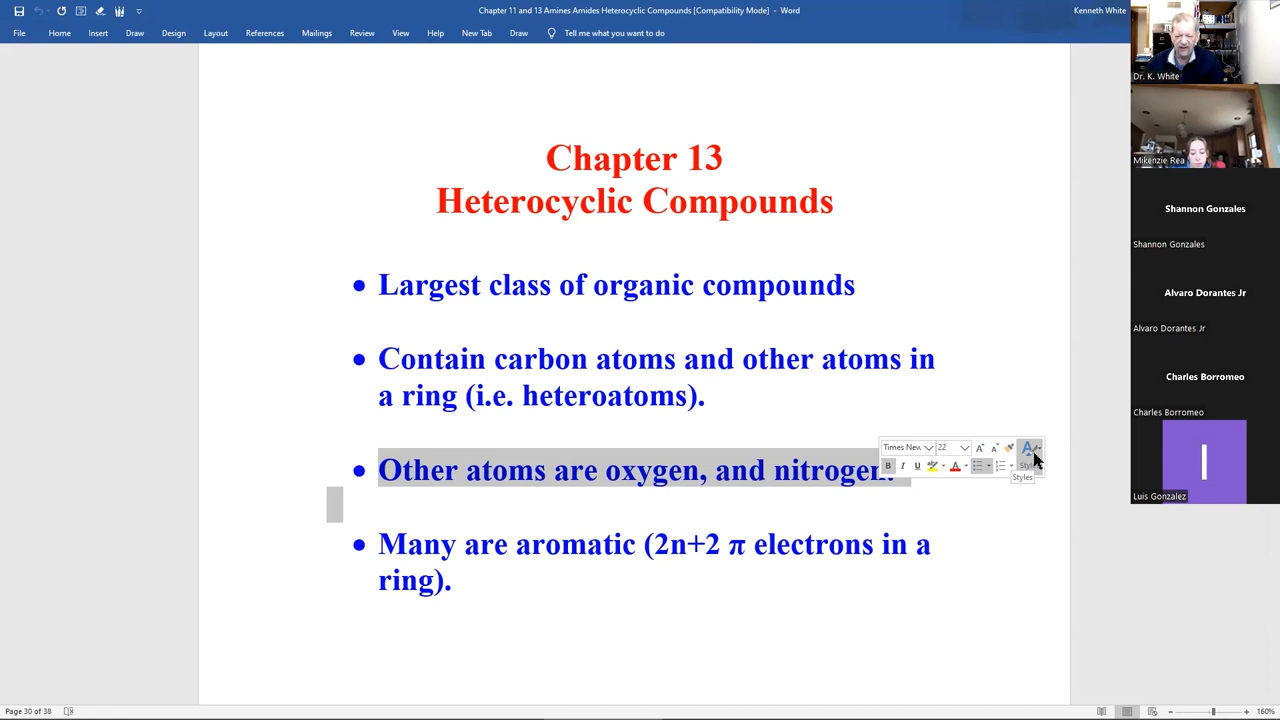 Chapter 11 and 13 Amines Amides Heterocyclic Compounds [Compatibility Mode] - Word
Kenneth White
File Home Insert Draw Design Layout References Mailings Review View Help New Tab Draw Tell me what you want to do
Chapter 13
Heterocyclic Compounds
• Largest class of organic compounds
• Contain carbon atoms and other atoms in
a ring (i.e. heteroatoms).
Times New 22
B I U
Styles
• Other atoms are oxygen, and nitrogen.
• Many are aromatic (2n+2 π electrons in a
ring).
Dr. K. White
Mikenzie Rea
Shannon Gonzales
Shannon Gonzales
Alvaro Dorantes Jr
Alvaro Dorantes Jr
Charles Borromeo
Charles Borromeo
Luis Gonzalez
Page 30 of 38
160%